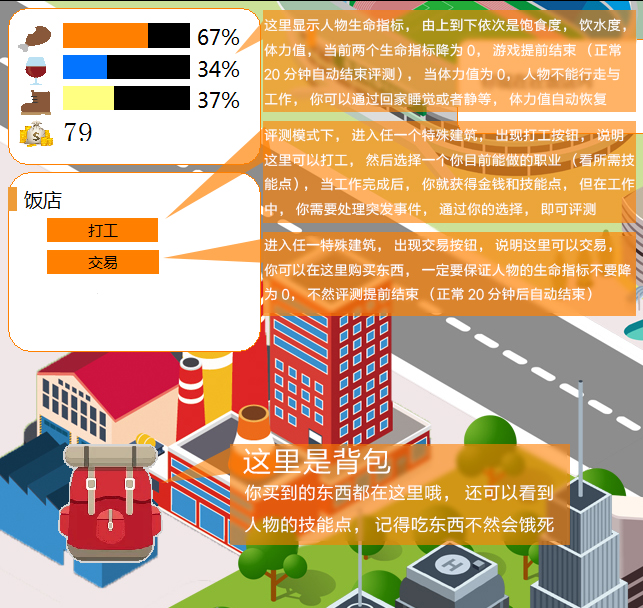 67%
34%
37%
79
这里显示人物生命指标，由上到下依次是饱食度，饮水度，
体力值，当前两个生命指标降为 0，游戏提前结束（正常
20 分钟自动结束评测），当体力值为 0，人物不能行走与
工作，你可以通过回家睡觉或者静等，体力值自动恢复
评测模式下，进入任一个特殊建筑，出现打工按钮，说明
这里可以打工，然后选择一个你目前能做的职业（看所需技
能点），当工作完成后，你就获得金钱和技能点，但在工作
中，你需要处理突发事件，通过你的选择，即可评测
饭店
打工
交易
进入任一特殊建筑，出现交易按钮，说明这里可以交易，
你可以在这里购买东西，一定要保证人物的生命指标不要降
为 0，不然评测提前结束（正常 20 分钟后自动结束）
这里是背包
你买到的东西都在这里哦，还可以看到
人物的技能点，记得吃东西不然会饿死
H